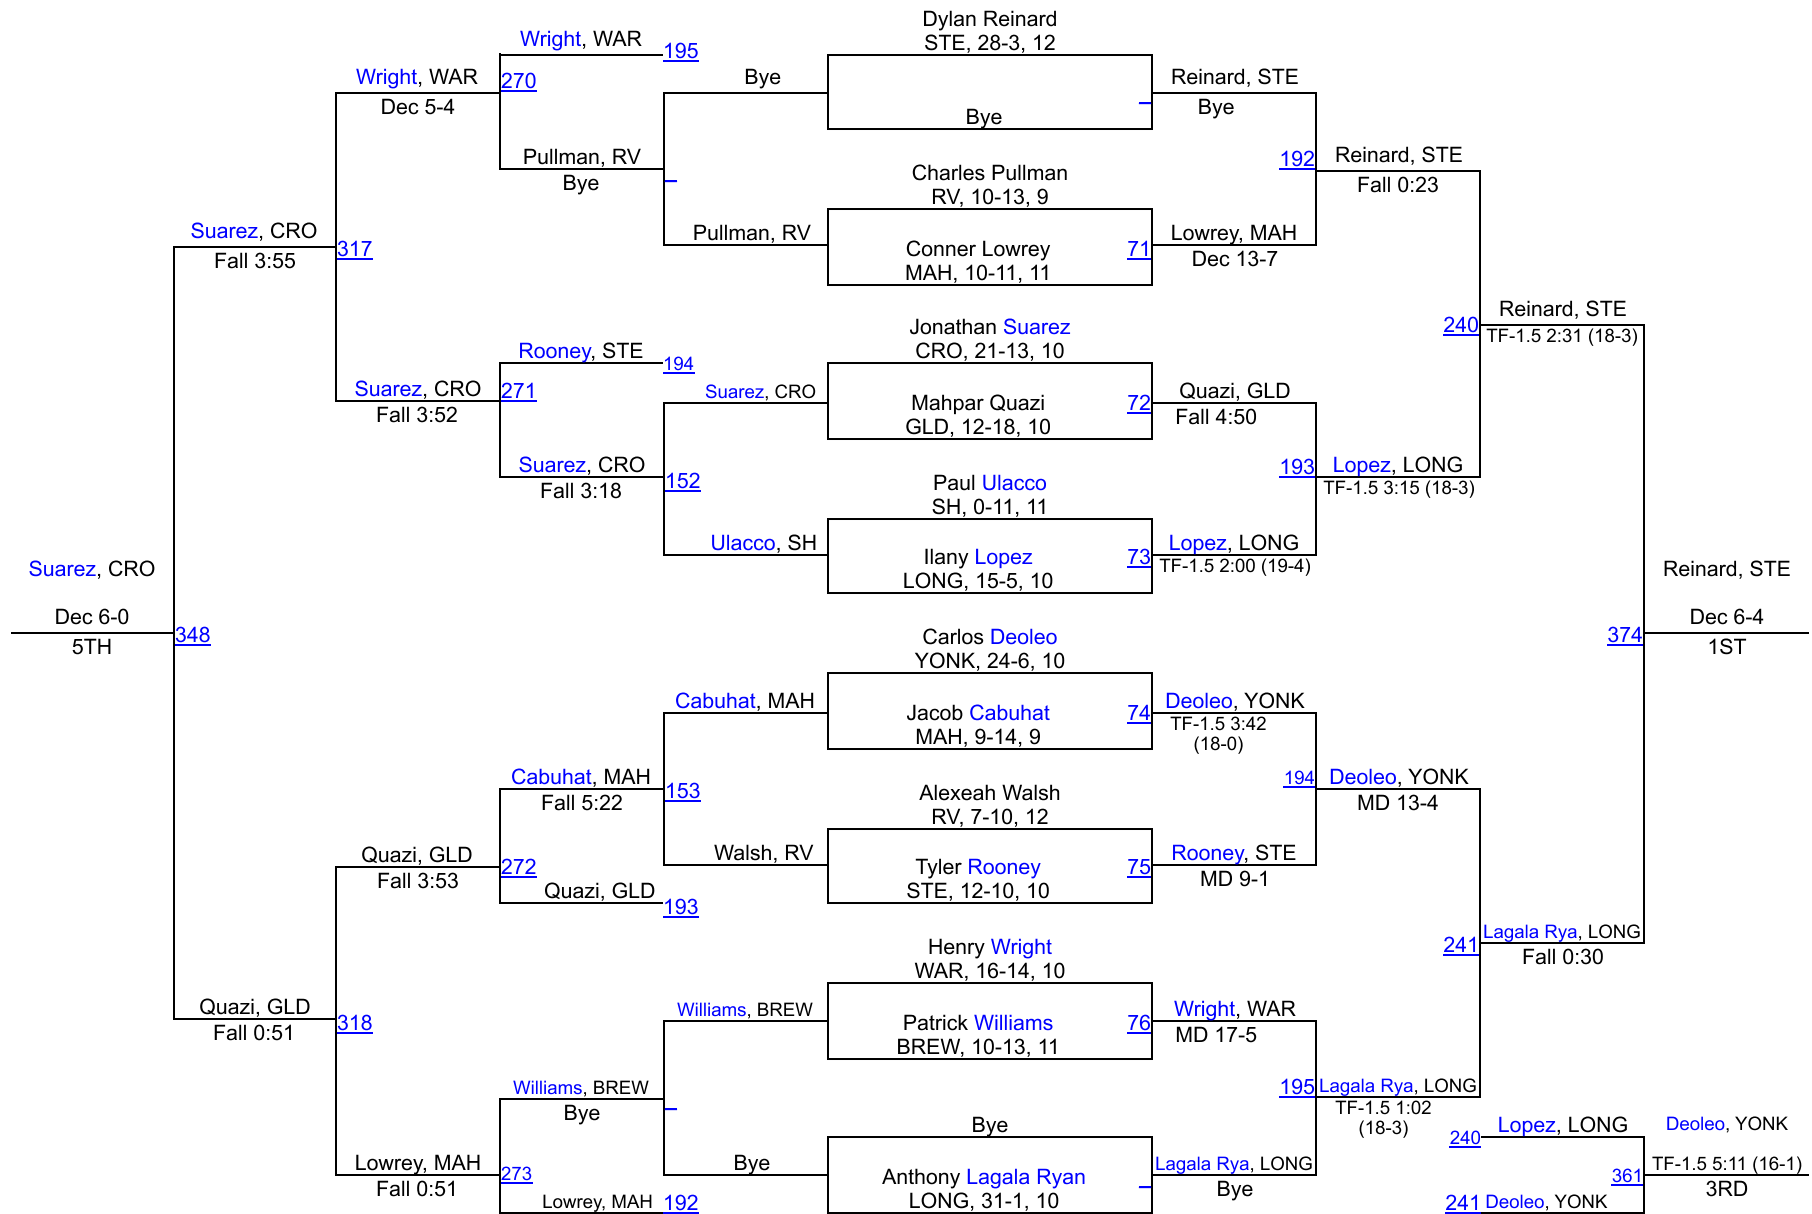 Dylan Reinard
STE, 28-3, 12
Wright, WAR
195
Wright, WAR
270
Bye
Reinard, STE
Dec 5-4
Bye
Bye
Pullman, RV
Bye
Charles Pullman
RV, 10-13, 9
192
Reinard, STE
Fall 0:23
Suarez, CRO
Fall 3:55
317
Pullman, RV
Conner Lowrey
MAH, 10-11, 11
71
Lowrey, MAH
Dec 13-7
Jonathan Suarez
CRO, 21-13, 10
240
Reinard, STE
TF-1.5 2:31 (18-3)
Rooney, STE
194
Suarez, CRO
Fall 3:52
271
Suarez, CRO
Mahpar Quazi
GLD, 12-18, 10
72
Quazi, GLD
Fall 4:50
Suarez, CRO
Fall 3:18
152
Paul Ulacco
SH, 0-11, 11
193
Lopez, LONG
TF-1.5 3:15 (18-3)
Ulacco, SH
Ilany Lopez
LONG, 15-5, 10
73
Lopez, LONG
TF-1.5 2:00 (19-4)
Suarez, CRO
Dec 6-0
5TH
348
Carlos Deoleo
YONK, 24-6, 10
374
Reinard, STE
Dec 6-4
1ST
Cabuhat, MAH
Jacob Cabuhat
MAH, 9-14, 9
74
Deoleo, YONK
TF-1.5 3:42
(18-0)
Cabuhat, MAH
Fall 5:22
153
Alexeah Walsh
RV, 7-10, 12
194
Deoleo, YONK
MD 13-4
Quazi, GLD
Fall 3:53
272
Walsh, RV
Tyler Rooney
STE, 12-10, 10
75
Rooney, STE
MD 9-1
Quazi, GLD
193
Henry Wright
WAR, 16-14, 10
241
Lagala Rya, LONG
Fall 0:30
Quazi, GLD
Fall 0:51
318
Williams, BREW
Patrick Williams
BREW, 10-13, 11
76
Wright, WAR
MD 17-5
Williams, BREW
Bye
195
Lagala Rya, LONG
TF-1.5 1:02
(18-3)
Bye
Lowrey, MAH
Fall 0:51
273
Bye
Anthony Lagala Ryan
LONG, 31-1, 10
Lagala Rya, LONG
Bye
Lowrey, MAH
192
240
Lopez, LONG
Deoleo, YONK
361
TF-1.5 5:11 (16-1)
3RD
241
Deoleo, YONK